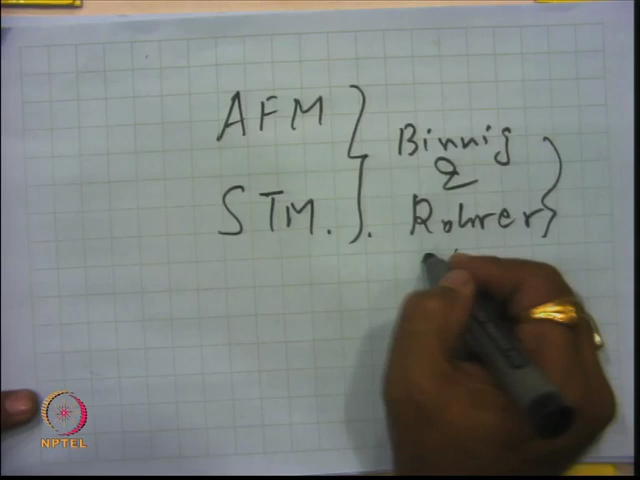 AFM
STM.
Binnig
&
Rohrer
NPTEL